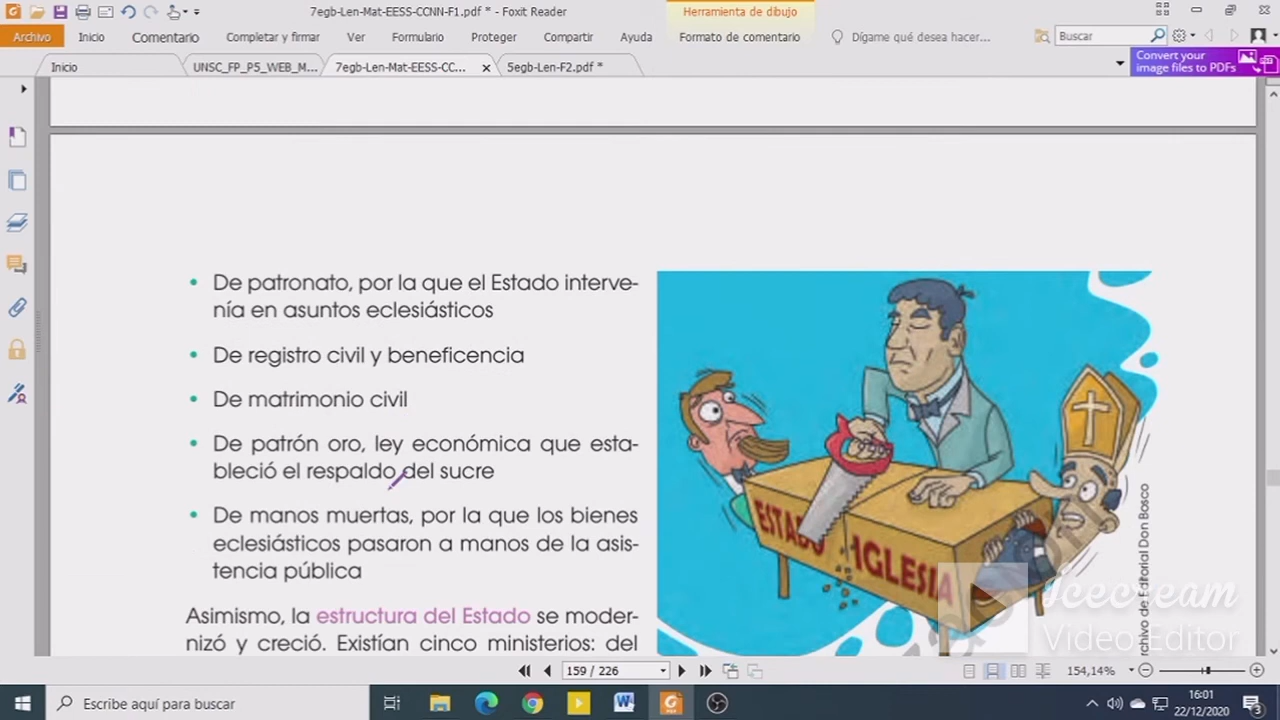 7egb-Len-Mat-EESS-CCNN-F1.pdf * - Foxit Reader
Herramienta de dibujo
Archivo Inicio Comentario Completar y firmar Ver Formulario Proteger Compartir Ayuda Formato de comentario Dígame qué desea hacer... Buscar
Inicio UNSC_FP_P5_WEB_M... 7egb-Len-Mat-EESS-CC... 5egb-Len-F2.pdf *
Convert your
image files to PDFs
De patronato, por la que el Estado interve-
nía en asuntos eclesiásticos
De registro civil y beneficencia
De matrimonio civil
De patrón oro, ley económica que esta-
bleció el respaldo del sucre
De manos muertas, por la que los bienes
eclesiásticos pasaron a manos de la asis-
tencia pública
Asimismo, la estructura del Estado se moder-
nizó y creció. Existían cinco ministerios: del
ESTADO IGLESIA
rchivo de Editorial Don Bosco
Icecream
Video Editor
159 / 226
154,14%
Escribe aquí para buscar
16:01
22/12/2020
3